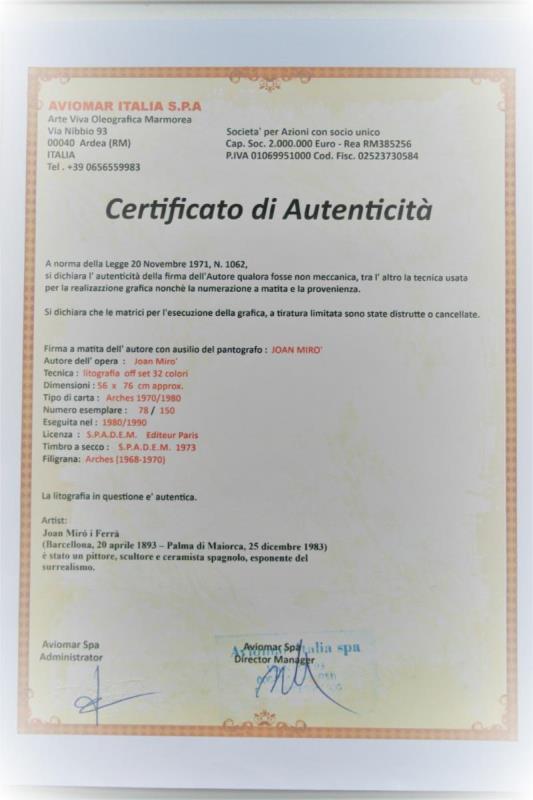 AVIOMAR ITALIA S.P.A
Arte Viva Oleografica Marmorea
Via Nibbio 93
00040 Ardea (RM)
ITALIA
Tel . +39 0656559983
Societa' per Azioni con socio unico
Cap. Soc. 2.000.000 Euro - Rea RM385256
P.IVA 01069951000 Cod. Fisc. 02523730584
Certificato di Autenticità
A norma della Legge 20 Novembre 1971, N. 1062,
si dichiara l' autenticità della firma dell'Autore qualora fosse non meccanica, tra l' altro la tecnica usata
per la realizazzione grafica nonchè la numerazione a matita e la provenienza.
Si dichiara che le matrici per l'esecuzione della grafica, a tiratura limitata sono state distrutte o cancellate.
Firma a matita dell' autore con ausilio del pantografo : JOAN MIRO'
Autore dell' opera : Joan Miro'
Tecnica : litografia off set 32 colori
Dimensioni : 56 x 76 cm approx.
Tipo di carta : Arches 1970/1980
Numero esemplare : 78 / 150
Eseguita nel : 1980/1990
Licenza : S.P.A.D.E.M. Editeur Paris
Timbro a secco : S.P.A.D.E.M. 1973
Filigrana: Arches (1968-1970)
La litografia in questione e' autentica.
Artist:
Joan Miró i Ferrà
(Barcellona, 20 aprile 1893 – Palma di Maiorca, 25 dicembre 1983)
è stato un pittore, scultore e ceramista spagnolo, esponente del
surrealismo.
Aviomar Spa
Administrator
Aviomar Spa
Director Manager
Aviomar Italia spa